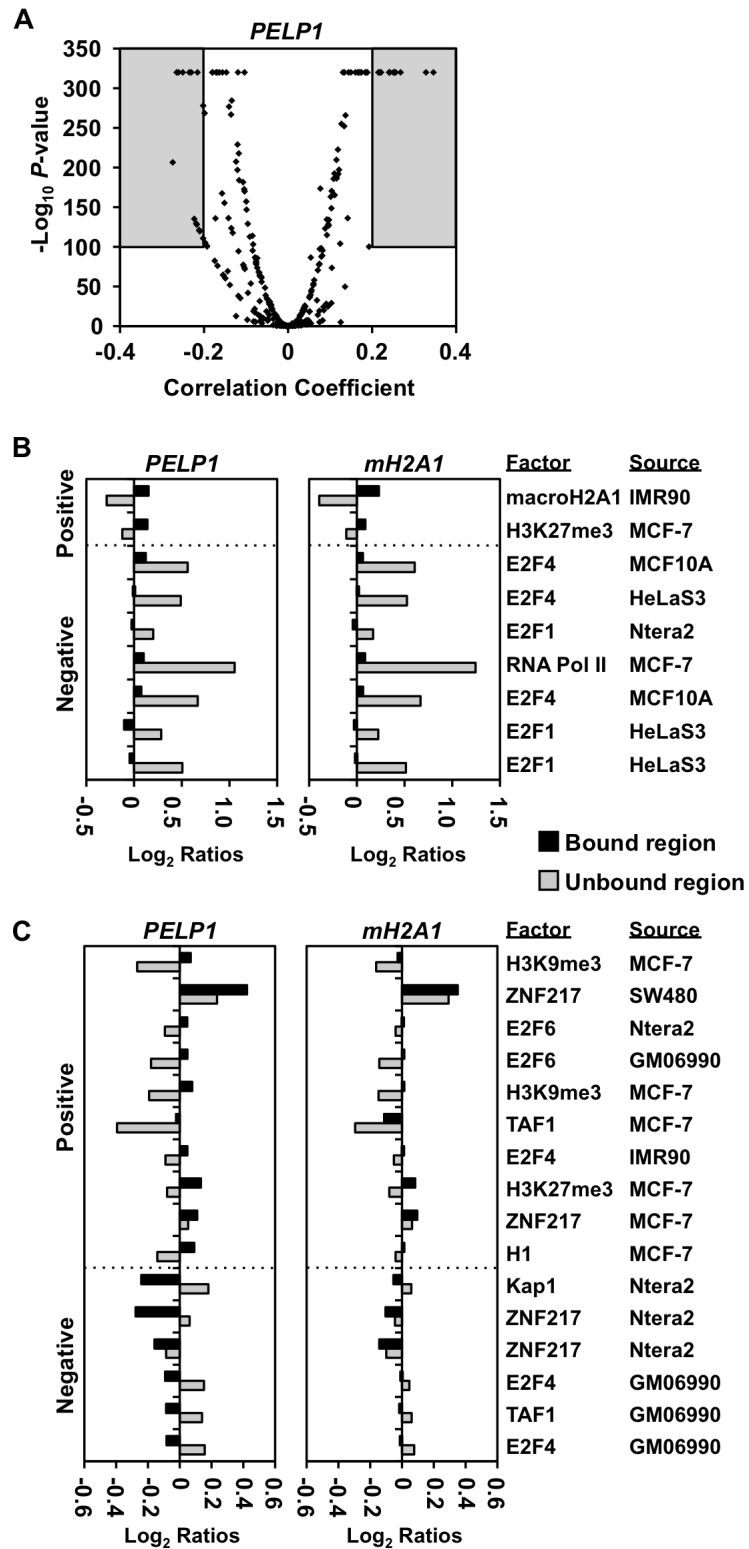 A
PELP1
350
300
250
200
150
100
50
0
-Log10 P-value
-0.4 -0.2 0 0.2 0.4
Correlation Coefficient
B
PELP1 mH2A1 Factor Source
Positive
Negative
macroH2A1 IMR90
H3K27me3 MCF-7
E2F4 MCF10A
E2F4 HeLaS3
E2F1 Ntera2
RNA Pol II MCF-7
E2F4 MCF10A
E2F1 HeLaS3
E2F1 HeLaS3
-0.5 0 0.5 1.0 1.5 -0.5 0 0.5 1.0 1.5
Log2 Ratios Log2 Ratios
Bound region
Unbound region
C
PELP1 mH2A1 Factor Source
Positive
Negative
H3K9me3 MCF-7
ZNF217 SW480
E2F6 Ntera2
E2F6 GM06990
H3K9me3 MCF-7
TAF1 MCF-7
E2F4 IMR90
H3K27me3 MCF-7
ZNF217 MCF-7
H1 MCF-7
Kap1 Ntera2
ZNF217 Ntera2
ZNF217 Ntera2
E2F4 GM06990
TAF1 GM06990
E2F4 GM06990
-0.6 -0.4 -0.2 0 0.2 0.4 0.6 -0.6 -0.4 -0.2 0 0.2 0.4 0.6
Log2 Ratios Log2 Ratios